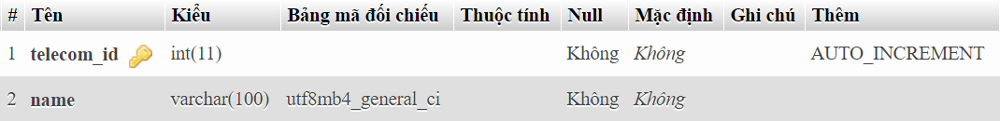 # Tên Kiểu Bảng mã đối chiếu Thuộc tính Null Mặc định Ghi chú Thêm
1 telecom_id int(11) Không Không AUTO_INCREMENT
2 name varchar(100) utf8mb4_general_ci Không Không